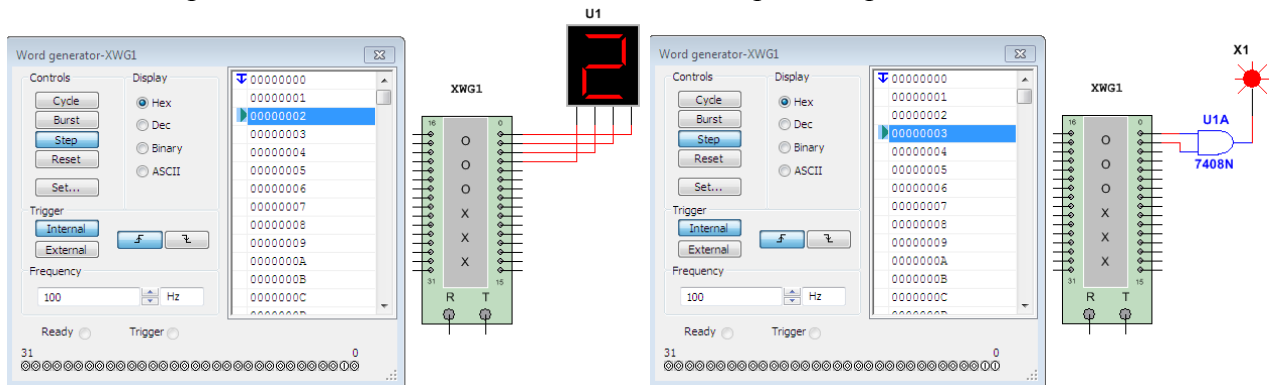 U1
Word generator-XWG1
Controls
Display
Cycle
Burst
Step
Reset
Set...
Hex
Dec
Binary
ASCII
Trigger
Internal
External
Frequency
100
Hz
Ready
Trigger
31
0
00000000
00000001
00000002
00000003
00000004
00000005
00000006
00000007
00000008
00000009
0000000A
0000000B
0000000C
XWG1
16
0
O
O
O
X
X
X
31
15
R
T
2
Word generator-XWG1
Controls
Display
Cycle
Burst
Step
Reset
Set...
Hex
Dec
Binary
ASCII
Trigger
Internal
External
Frequency
100
Hz
Ready
Trigger
31
0
00000000
00000001
00000002
00000003
00000004
00000005
00000006
00000007
00000008
00000009
0000000A
0000000B
0000000C
XWG1
16
0
O
O
O
X
X
X
31
15
R
T
X1
U1A
7408N